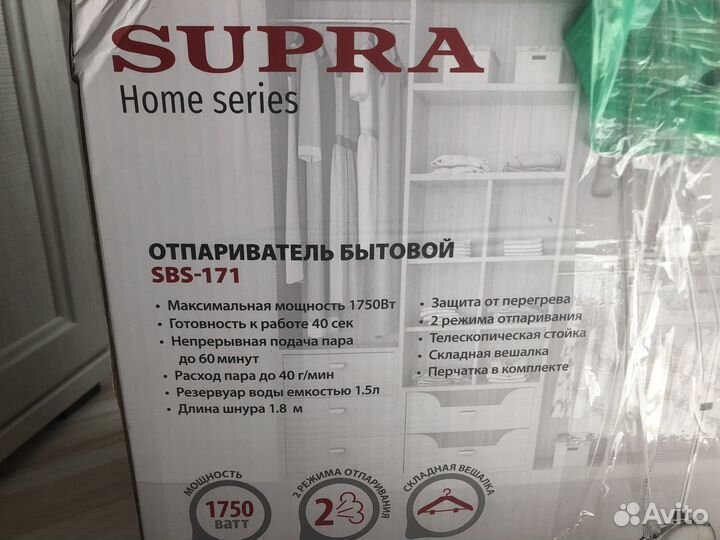 SUPRA
Home series
ОТПАРИВАТЕЛЬ БЫТОВОЙ
SBS-171
• Максимальная мощность 1750Вт
• Готовность к работе 40 сек
• Непрерывная подача пара
до 60 минут
• Расход пара до 40 г/мин
• Резервуар воды емкостью 1.5л
• Длина шнура 1.8 м
• Защита от перегрева
• 2 режима отпаривания
• Телескопическая стойка
• Складная вешалка
• Перчатка в комплекте
МОЩНОСТЬ
1750
ВАТТ
2 РЕЖИМА ОТПАРИВАНИЯ
2
СКЛАДНАЯ ВЕШАЛКА
Avito